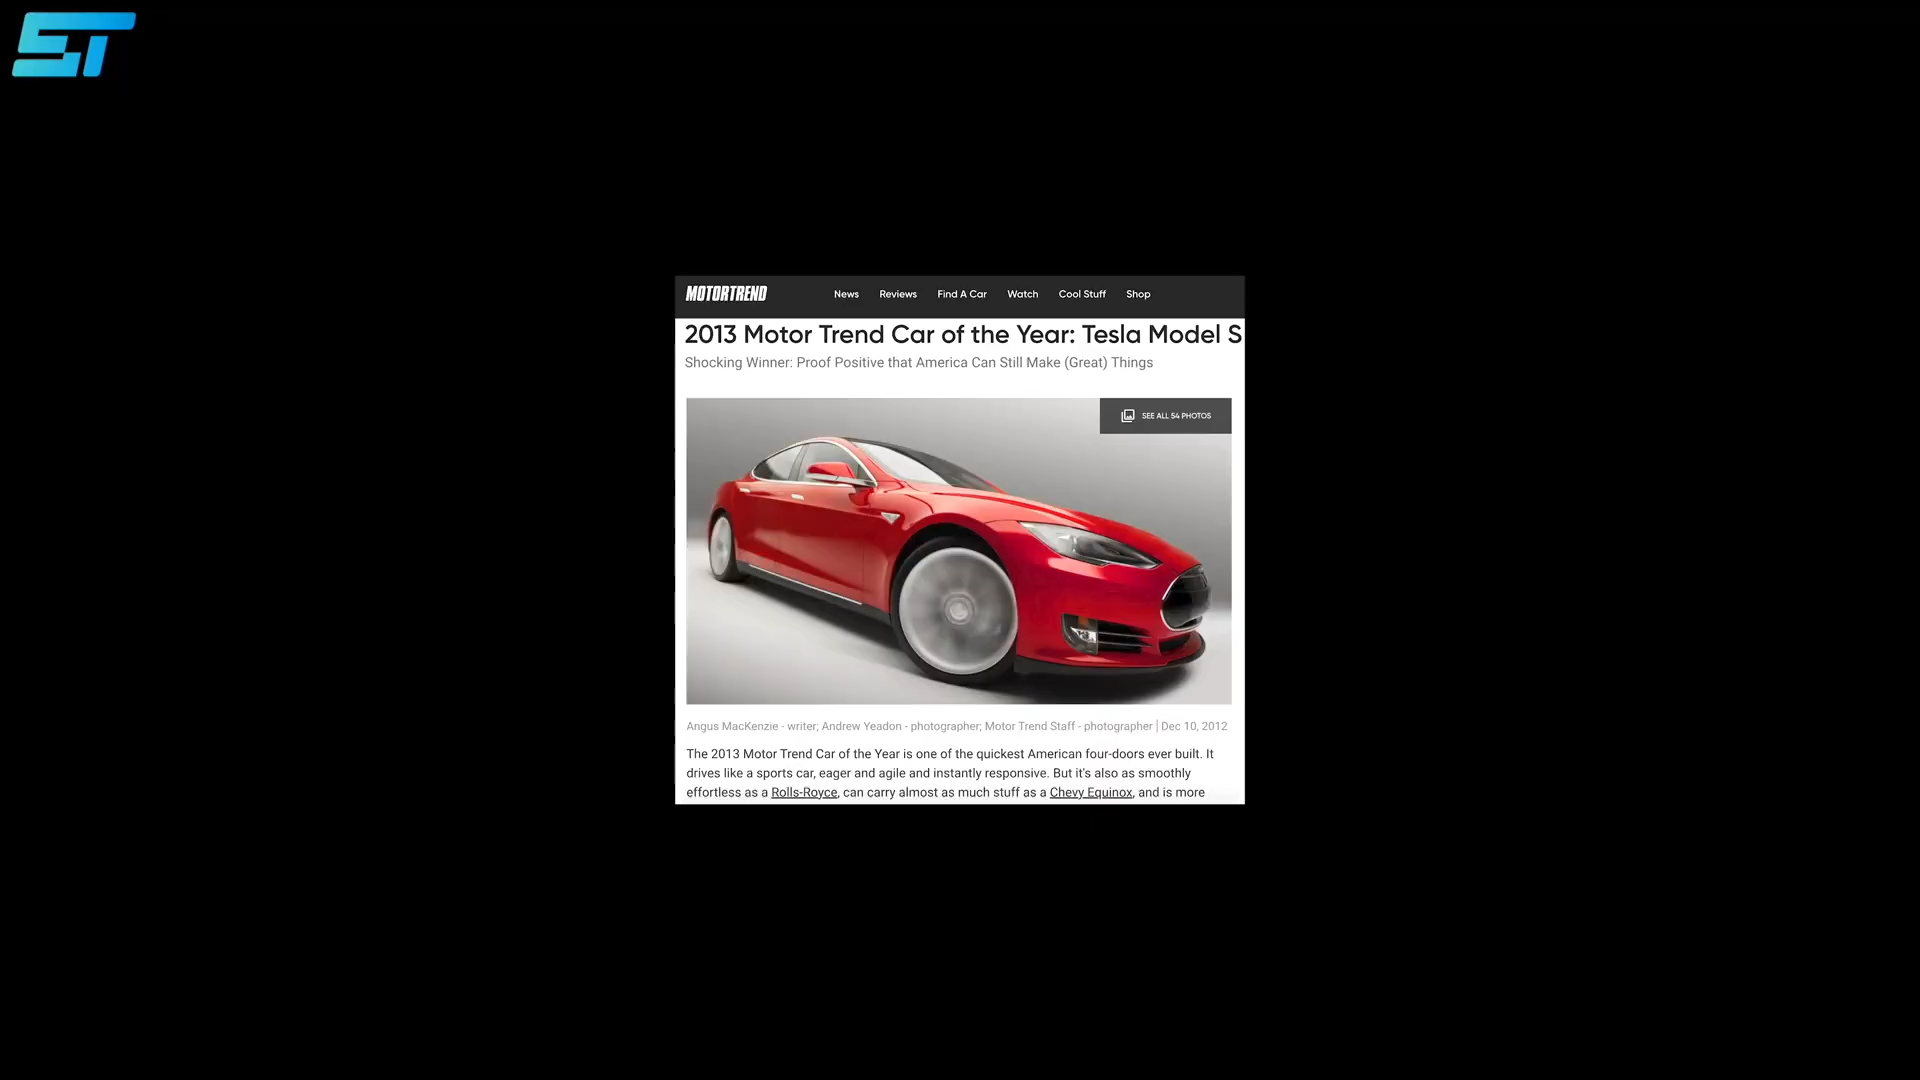 ST
MOTORTREND
News Reviews Find A Car Watch Cool Stuff Shop
2013 Motor Trend Car of the Year: Tesla Model S
Shocking Winner: Proof Positive that America Can Still Make (Great) Things
SEE ALL 54 PHOTOS
Angus MacKenzie - writer; Andrew Yeadon - photographer; Motor Trend Staff - photographer | Dec 10, 2012
The 2013 Motor Trend Car of the Year is one of the quickest American four-doors ever built. It
drives like a sports car, eager and agile and instantly responsive. But it's also as smoothly
effortless as a Rolls-Royce, can carry almost as much stuff as a Chevy Equinox, and is more